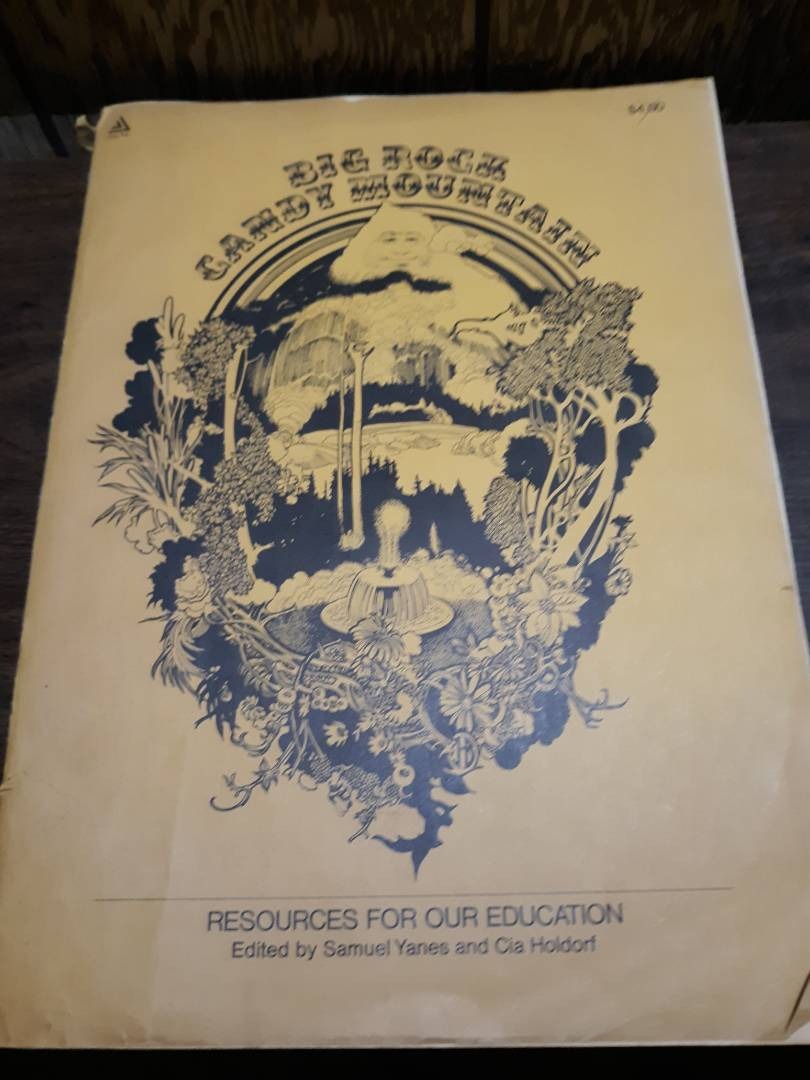 $4.00
BIG ROCK
CANDY MOUNTAIN
RESOURCES FOR OUR EDUCATION
Edited by Samuel Yanes and Cia Holdorf